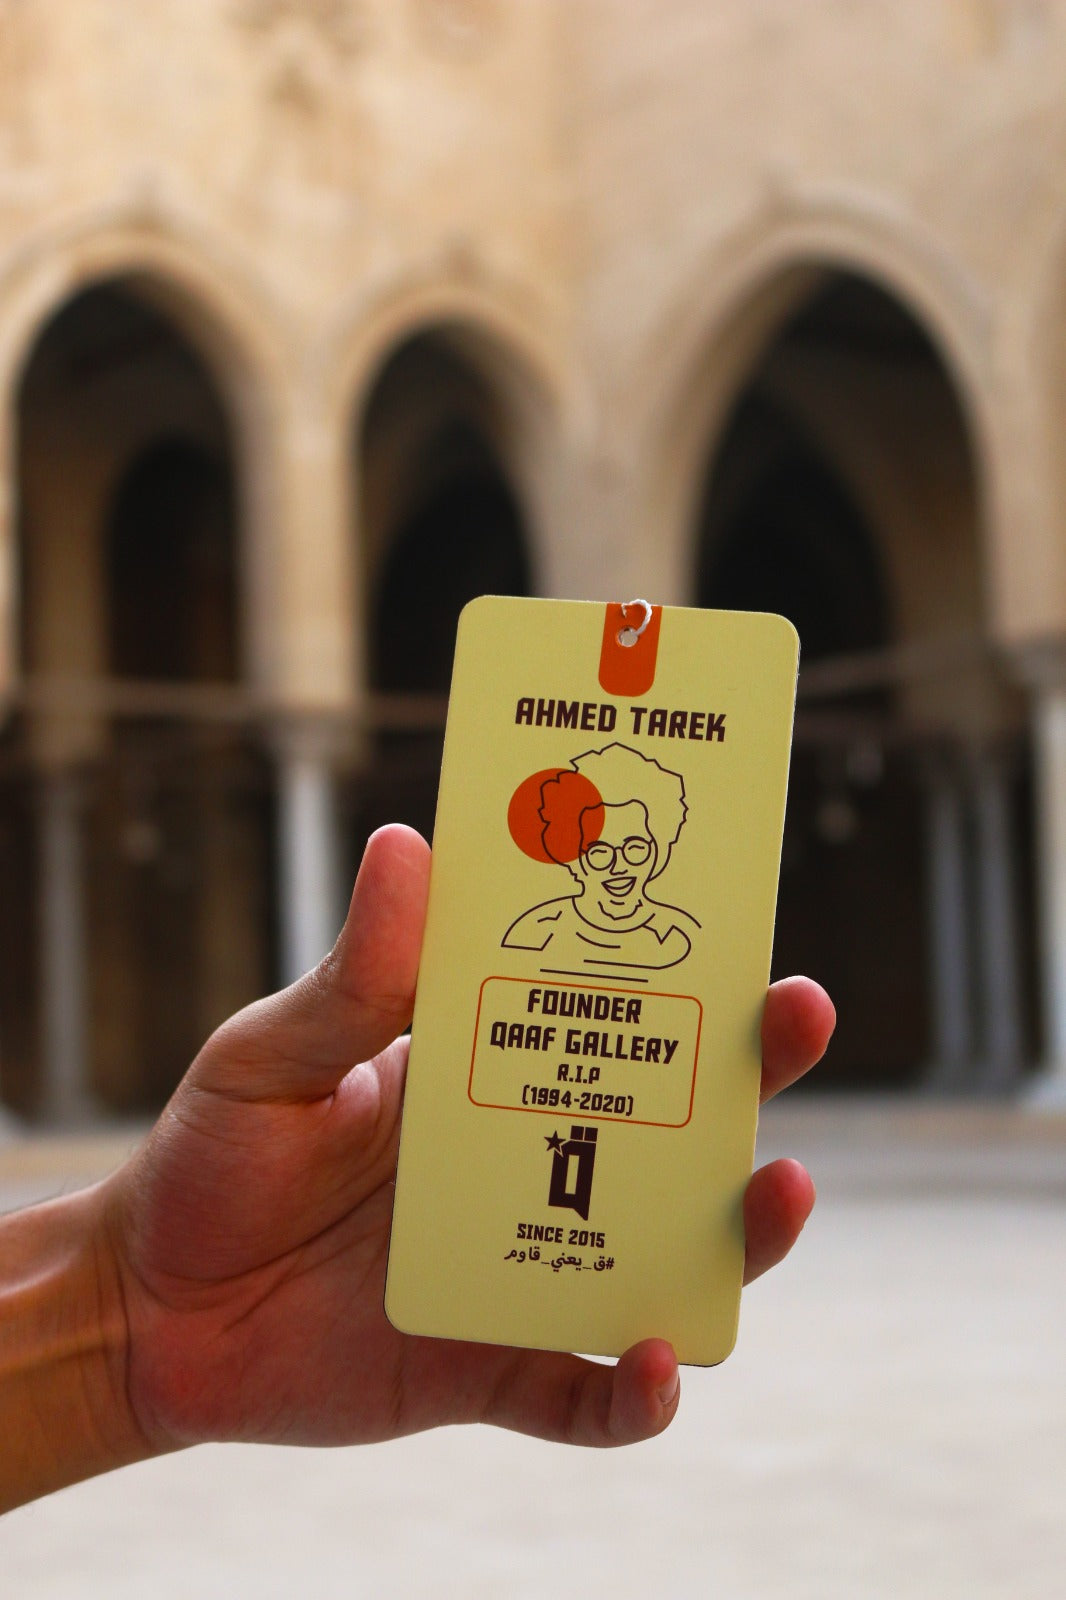 AHMED TAREK
FOUNDER
QAAF GALLERY
R.I.P
(1994-2020)
ق
SINCE 2015
#ق_يعني_قاوم